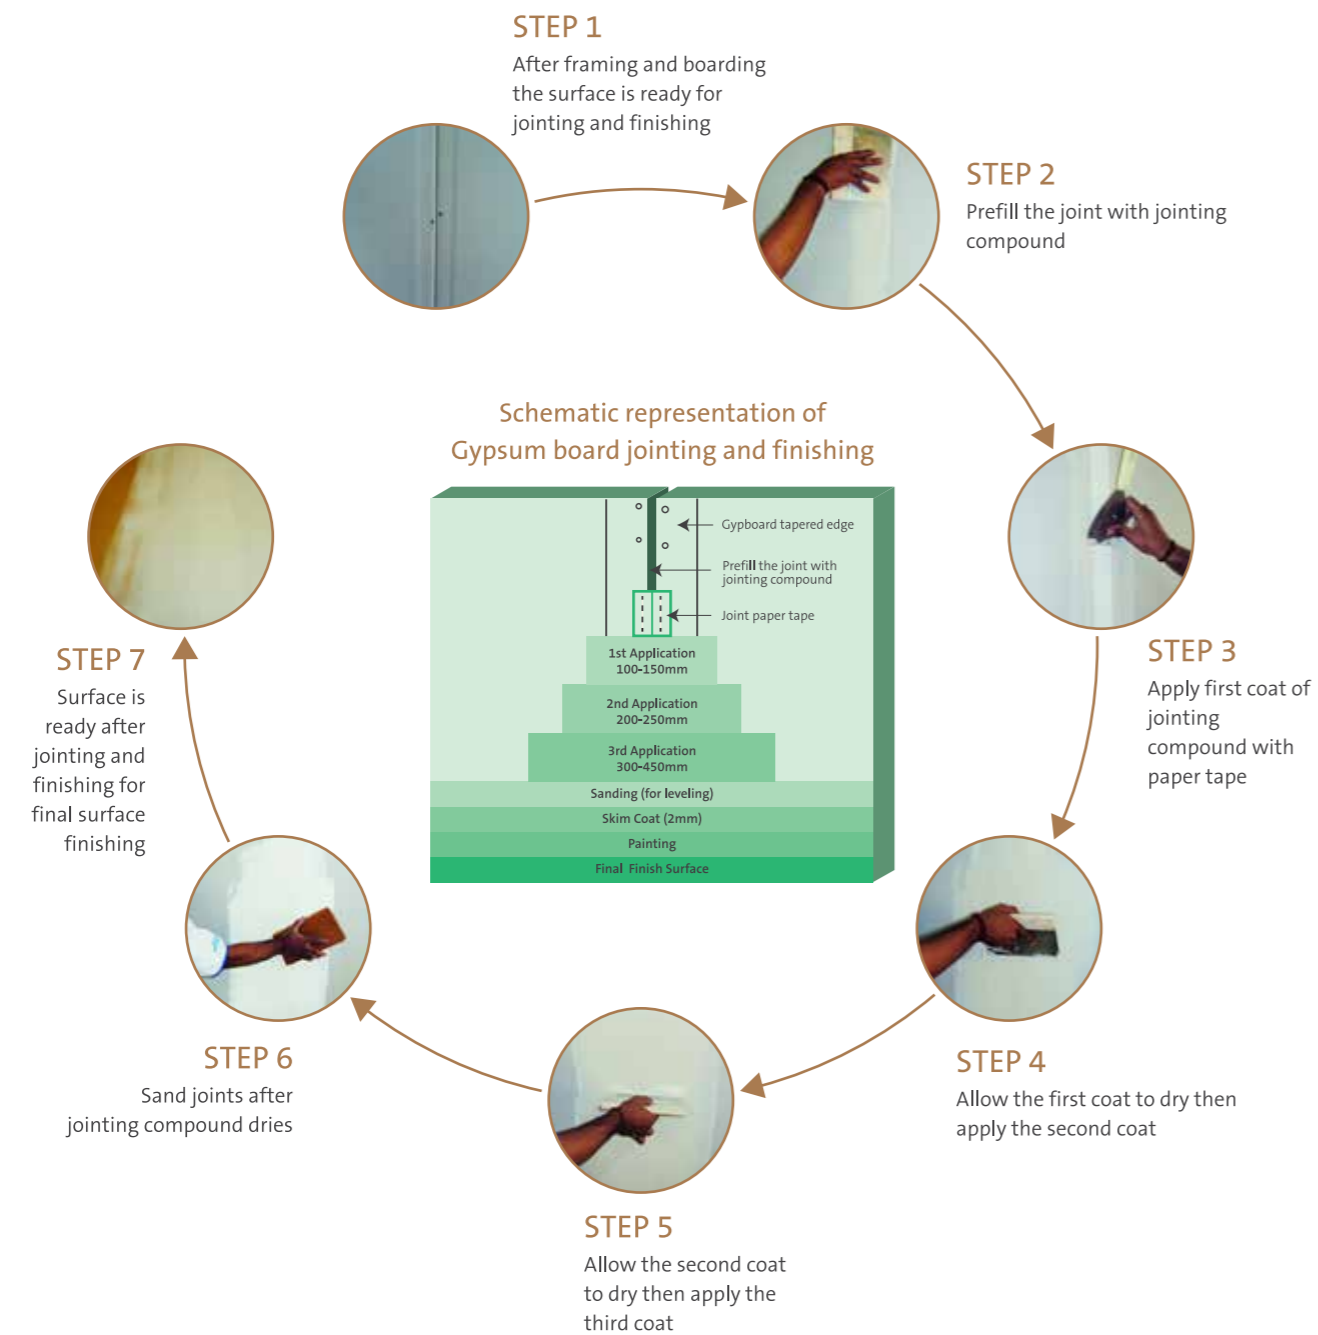 STEP 1
After framing and boarding
the surface is ready for
jointing and finishing
STEP 2
Prefill the joint with jointing
compound
STEP 3
Apply first coat of
jointing
compound with
paper tape
STEP 4
Allow the first coat to dry then
apply the second coat
STEP 5
Allow the second coat
to dry then apply the
third coat
STEP 6
Sand joints after
jointing compound dries
STEP 7
Surface is
ready after
jointing and
finishing for
final surface
finishing
Schematic representation of
Gypsum board jointing and finishing
Gypboard tapered edge
Prefill the joint with
jointing compound
Joint paper tape
1st Application
100-150mm
2nd Application
200-250mm
3rd Application
300-450mm
Sanding (for leveling)
Skim Coat (2mm)
Painting
Final Finish Surface